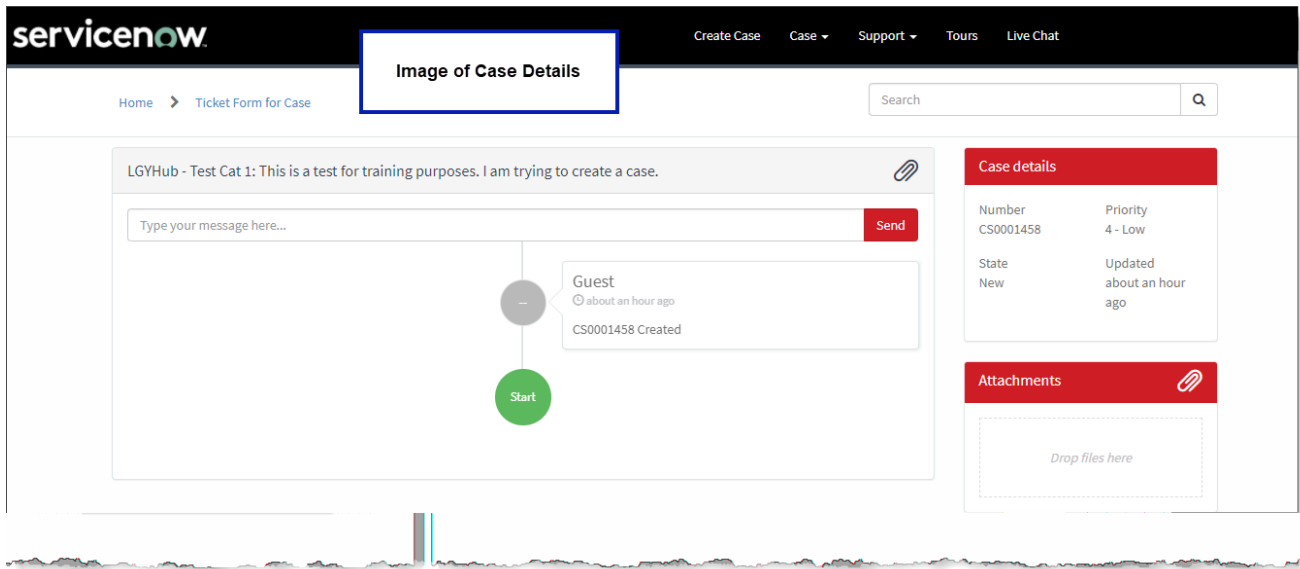 servicenow
Create Case Case Support Tours Live Chat
Image of Case Details
Home > Ticket Form for Case
Search
LGYHub - Test Cat 1: This is a test for training purposes. I am trying to create a case.
Type your message here...
Send
--
Guest
about an hour ago
CS0001458 Created
Start
Case details
Number
CS0001458
Priority
4 - Low
State
New
Updated
about an hour
ago
Attachments
Drop files here